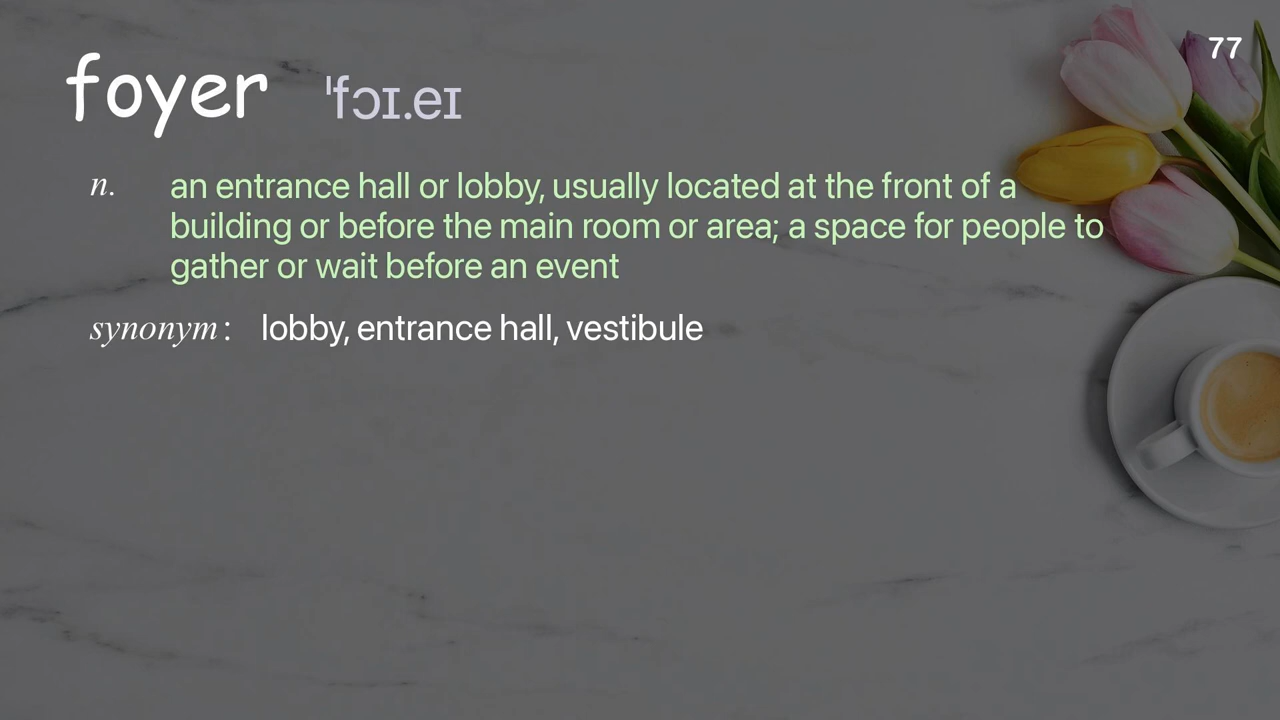 77
foyer ˈfɔɪ.eɪ
n. an entrance hall or lobby, usually located at the front of a
building or before the main room or area; a space for people to
gather or wait before an event
synonym: lobby, entrance hall, vestibule